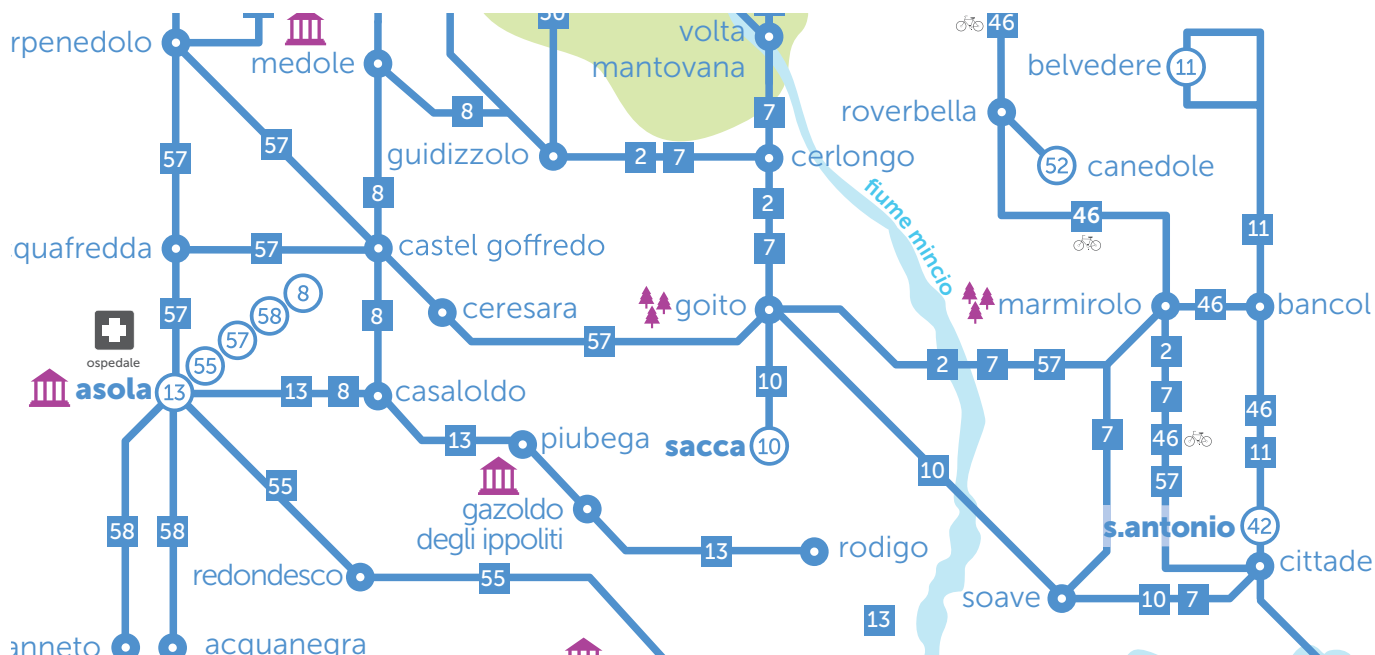 50
46
rpenedolo
volta
mantovana
medole
belvedere
11
8
7
roverbella
57
57
guidizzolo
2
7
cerlongo
52
canedole
8
2
fiume mincio
46
11
quafredda
57
castel goffredo
7
8
58
57
55
57
8
ceresara
goito
marmirolo
46
bancol
ospedale
57
2
2
7
57
asola
13
13
8
casaloldo
10
7
46
13
piubega
sacca
10
7
46
11
10
57
55
gazoldo
degli ippoliti
58
58
s.antonio
42
13
rodigo
cittade
redondesco
55
soave
10
7
13
anneto
acquanegra